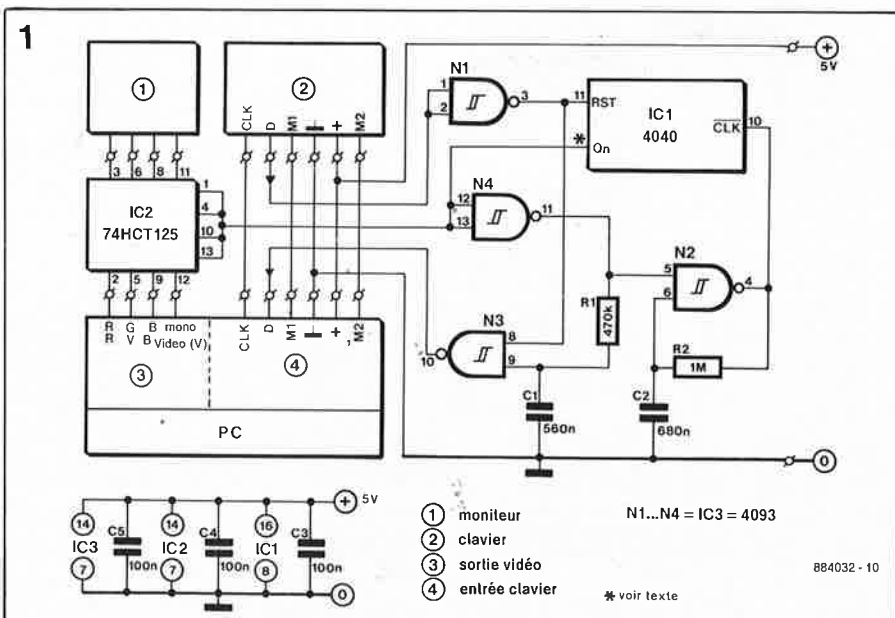 1
1
2
CLK D M1 ⊥ + M2
3 6 8 11
IC2
74HCT125
1
4
10
13
2 5 9 12
R G B mono
R V B Video (V)
3
CLK D M1 ⊥ + , M2
4
PC
N1
1
2
3
11 RST
IC1
4040
CLK 10
* Qn
+
5V
N4
12
13
11
N2
5
6
4
R1
470k
R2
1M
N3
8
9
10
C1
560n
C2
680n
0
+ 5V
14 14 16
IC3 C5 IC2 C4 IC1 C3
100n 100n 100n
7 7 8
0
1 moniteur
2 clavier
3 sortie vidéo
4 entrée clavier
N1...N4 = IC3 = 4093
* voir texte
884032 - 10